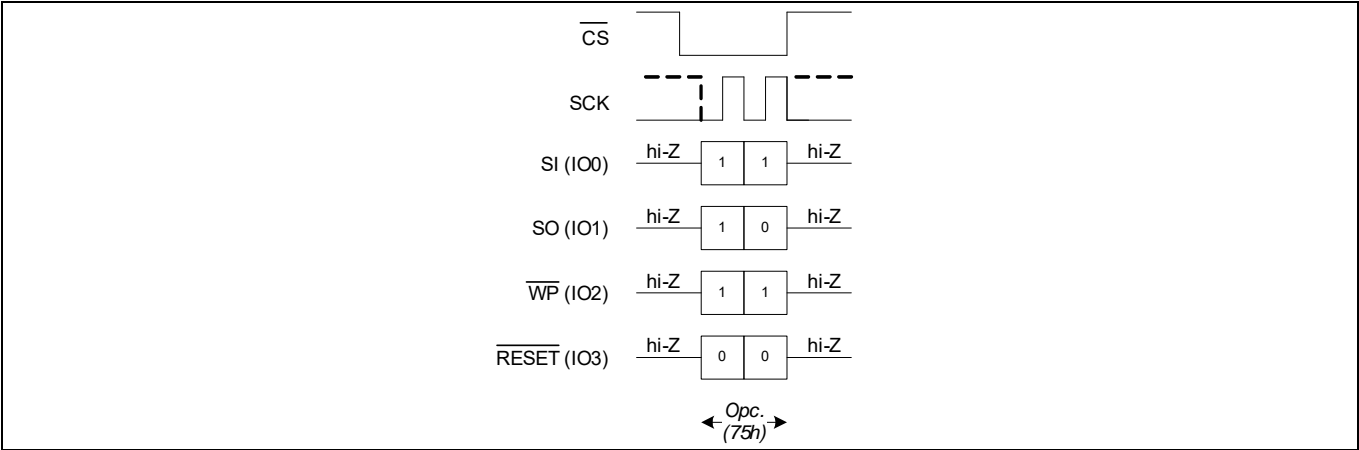 CS
SCK
SI (IO0) hi-Z 1 1 hi-Z
SO (IO1) hi-Z 1 0 hi-Z
WP (IO2) hi-Z 1 1 hi-Z
RESET (IO3) hi-Z 0 0 hi-Z
Opc.
(75h)